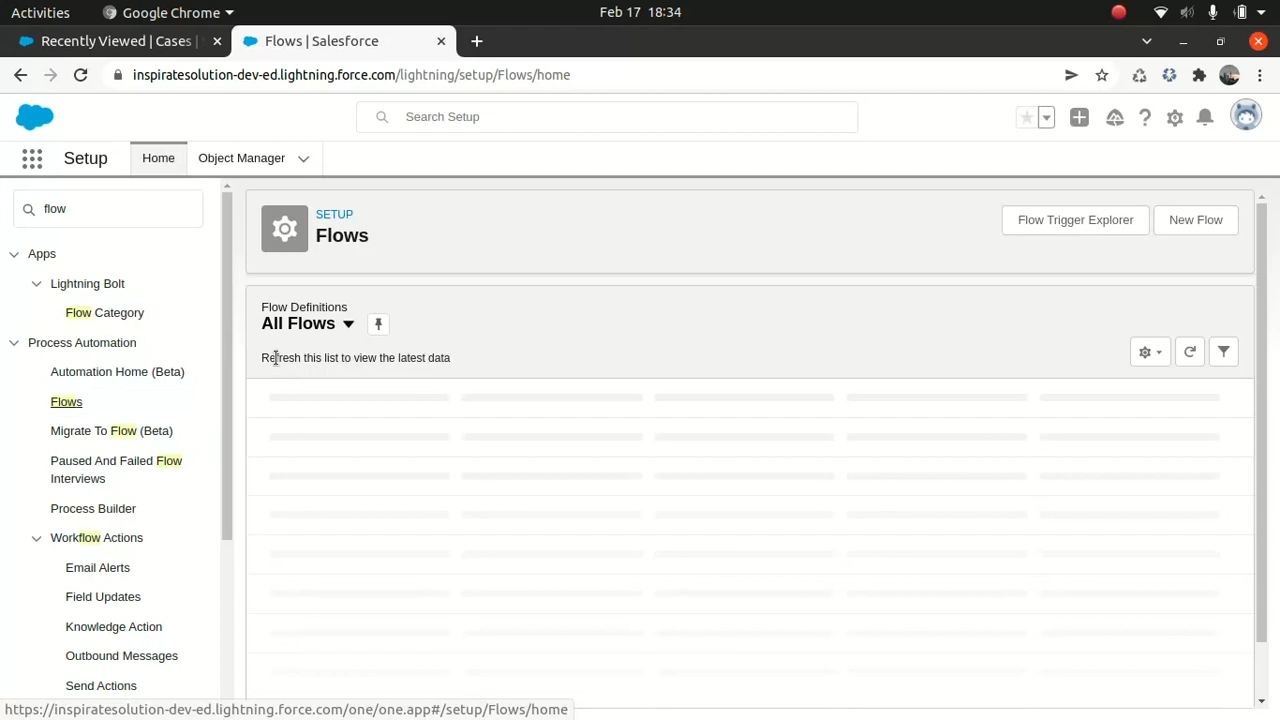 Activities
Google Chrome
Feb 17 18:34
Recently Viewed | Cases |
Flows | Salesforce
inspiratesolution-dev-ed.lightning.force.com/lightning/setup/Flows/home
Search Setup
Setup
Home
Object Manager
flow
Apps
Lightning Bolt
Flow Category
Process Automation
Automation Home (Beta)
Flows
Migrate To Flow (Beta)
Paused And Failed Flow
Interviews
Process Builder
Workflow Actions
Email Alerts
Field Updates
Knowledge Action
Outbound Messages
Send Actions
SETUP
Flows
Flow Trigger Explorer
New Flow
Flow Definitions
All Flows
Refresh this list to view the latest data
https://inspiratesolution-dev-ed.lightning.force.com/one/one.app#/setup/Flows/home